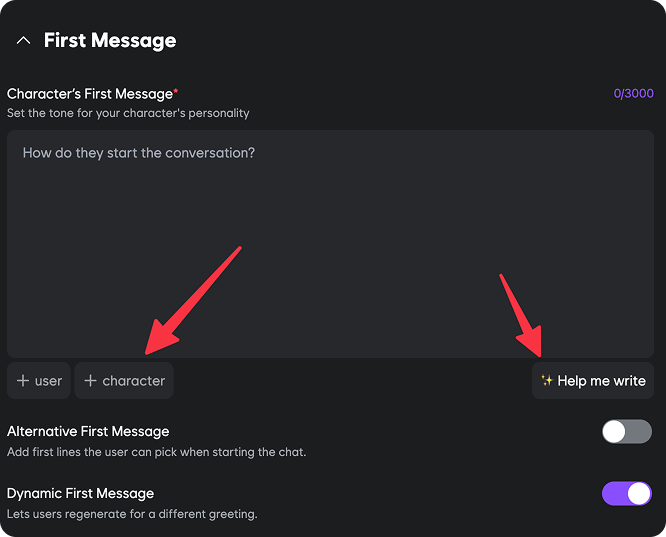 First Message
Character's First Message* 0/3000
Set the tone for your character's personality
How do they start the conversation?
+ user + character ✨ Help me write
Alternative First Message
Add first lines the user can pick when starting the chat.
Dynamic First Message
Lets users regenerate for a different greeting.